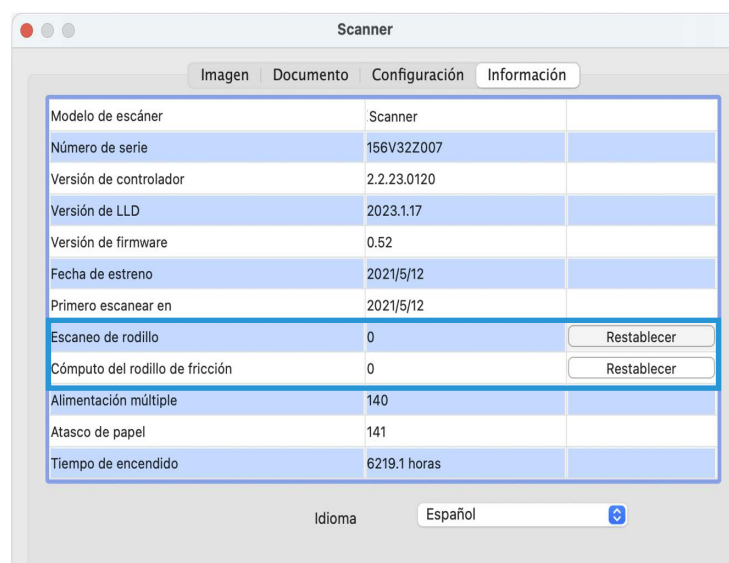 Scanner
Imagen Documento Configuración Información
Modelo de escáner .Scanner
Número de serie 156V32Z007
Versión de controlador 2.2.23.0120
Versión de LLD 2023.1.17
Versión de firmware 0.52
Fecha de estreno 2021/5/12
Primero escanear en 2021/5/12
Escaneo de rodillo 0 Restablecer
Cómputo del rodillo de fricción 0 Restablecer
Alimentación múltiple 140
Atasco de papel 141
Tiempo de encendido 6219.1 horas
Idioma Español